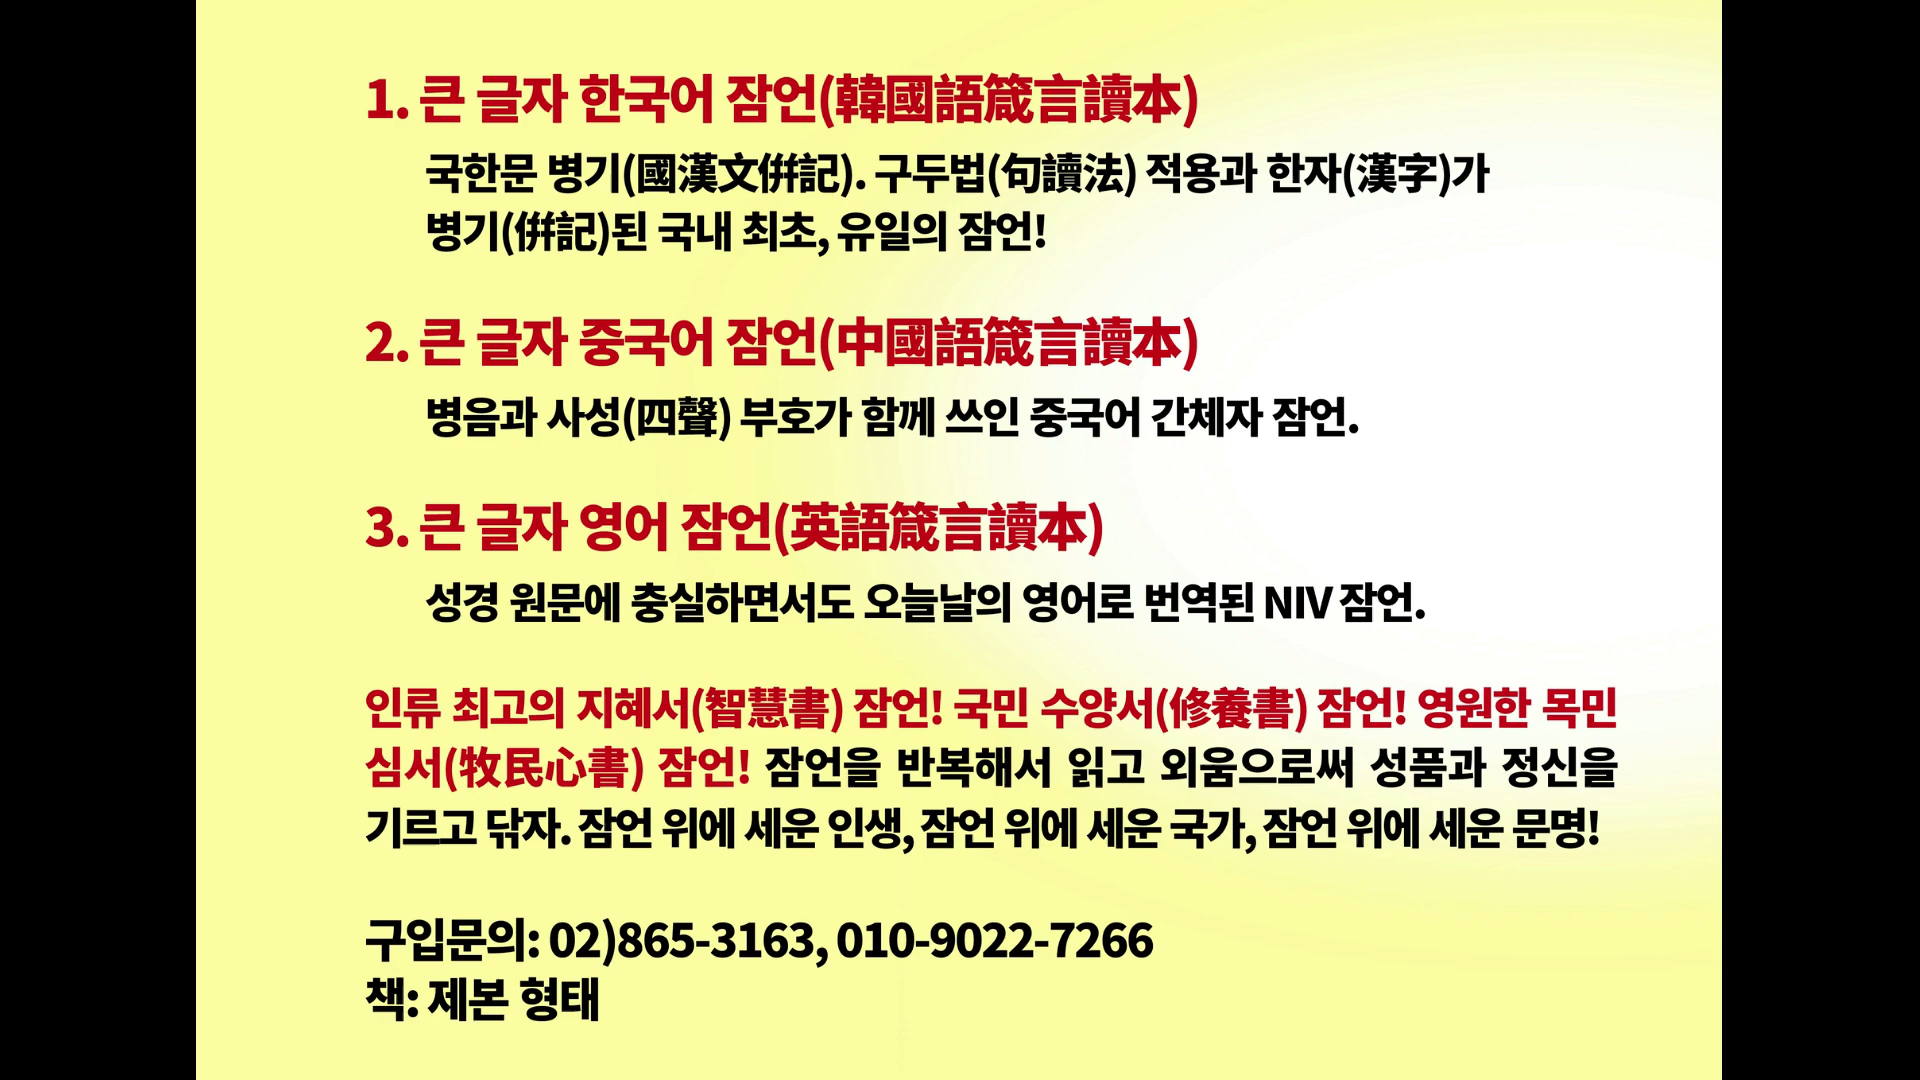 1. 큰 글자 한국어 잠언(韓國語箴言讀本)
국한문 병기(國漢文倂記). 구두법(句讀法) 적용과 한자(漢字)가
병기(倂記)된 국내 최초, 유일의 잠언!
2. 큰 글자 중국어 잠언(中國語箴言讀本)
병음과 사성(四聲) 부호가 함께 쓰인 중국어 간체자 잠언.
3. 큰 글자 영어 잠언(英語箴言讀本)
성경 원문에 충실하면서도 오늘날의 영어로 번역된 NIV 잠언.
인류 최고의 지혜서(智慧書) 잠언! 국민 수양서(修養書) 잠언! 영원한 목민
심서(牧民心書) 잠언! 잠언을 반복해서 읽고 외움으로써 성품과 정신을
기르고 닦자. 잠언 위에 세운 인생, 잠언 위에 세운 국가, 잠언 위에 세운 문명!
구입문의: 02)865-3163, 010-9022-7266
책: 제본 형태